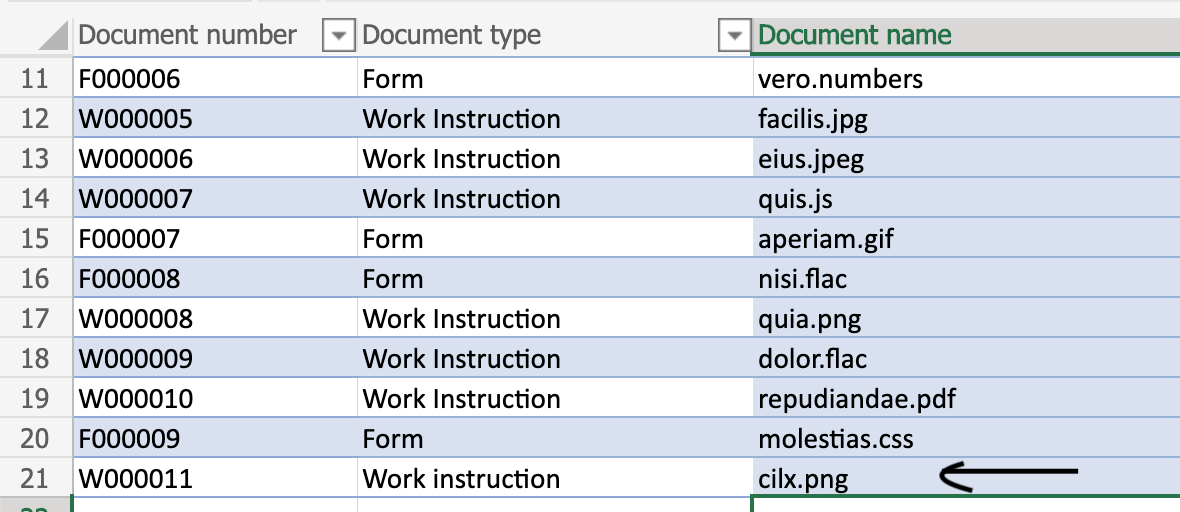 Document number Document type Document name
11 F000006 Form vero.numbers
12 W000005 Work Instruction facilis.jpg
13 W000006 Work Instruction eius.jpeg
14 W000007 Work Instruction quis.js
15 F000007 Form aperiam.gif
16 F000008 Form nisi.flac
17 W000008 Work Instruction quia.png
18 W000009 Work Instruction dolor.flac
19 W000010 Work Instruction repudiandae.pdf
20 F000009 Form molestias.css
21 W000011 Work instruction cilx.png